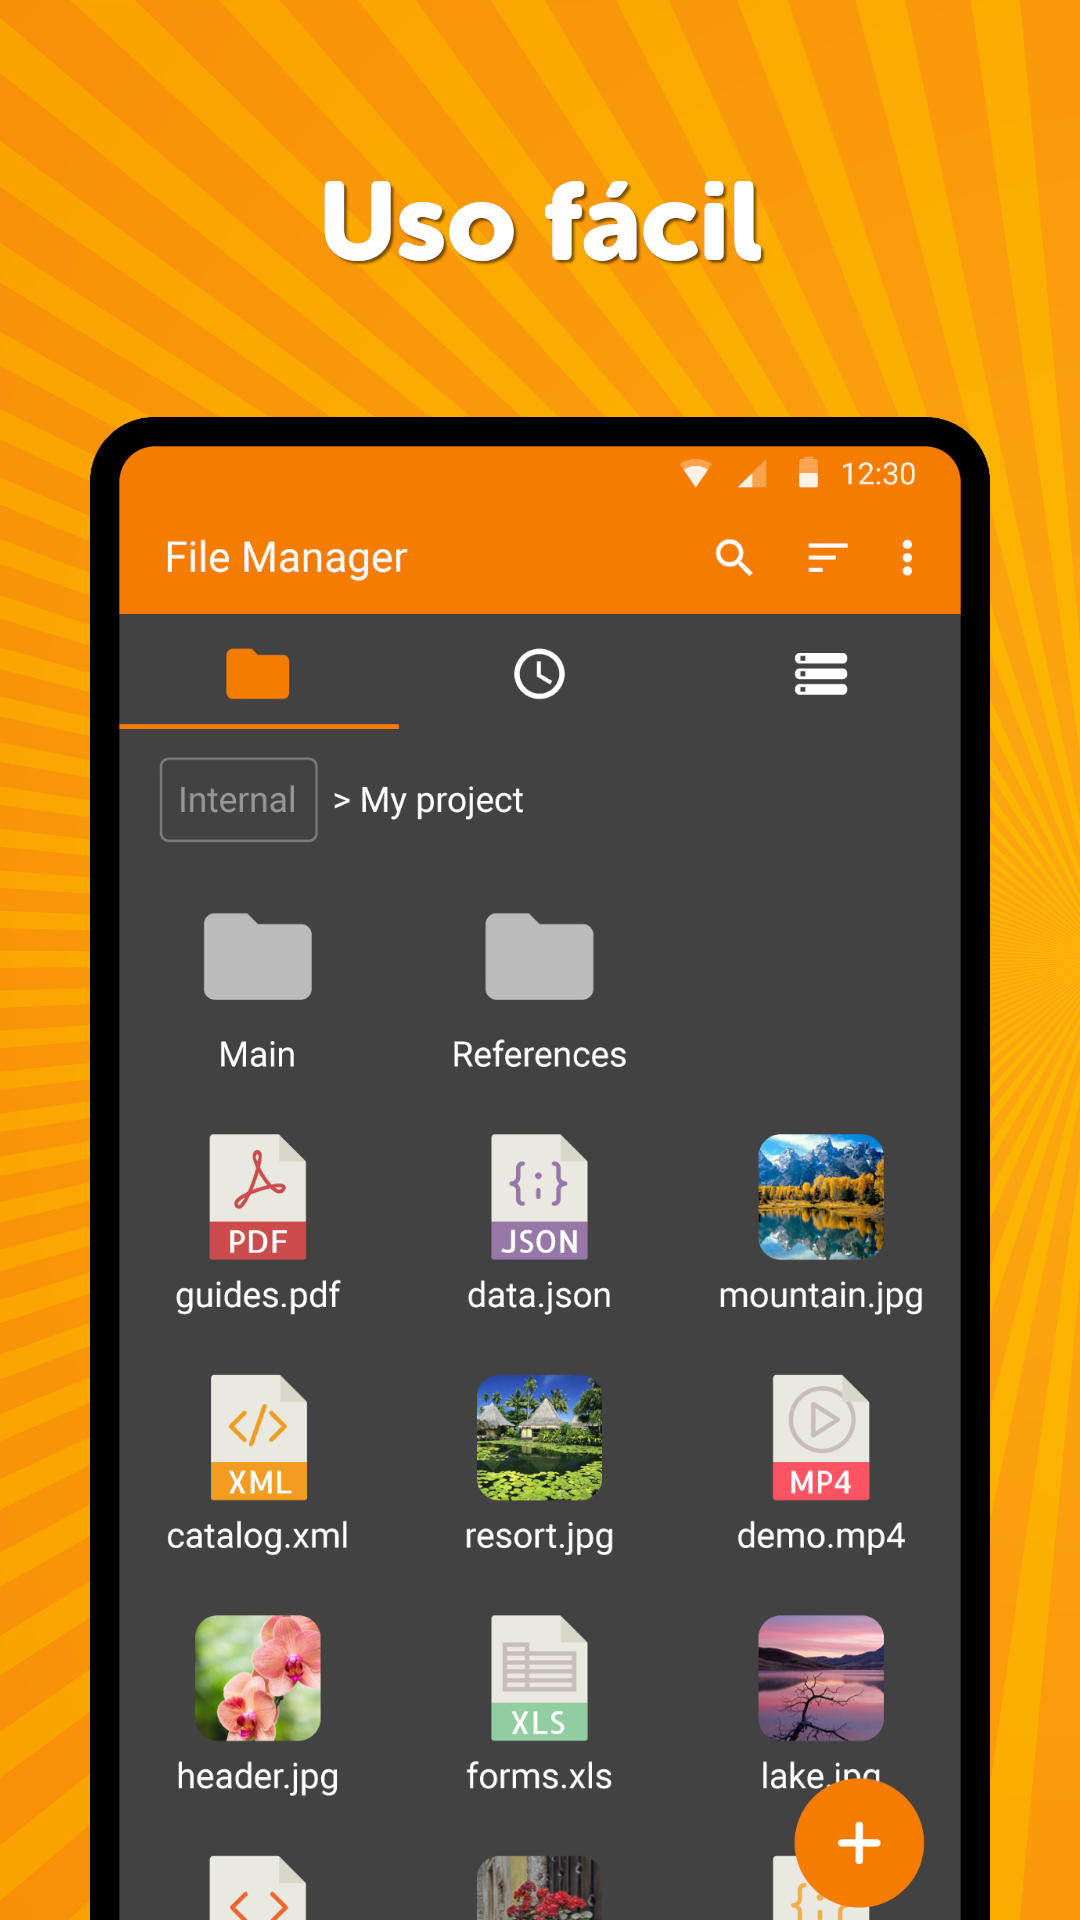 Uso fácil
12:30
File Manager
Internal > My project
Main References
PDF JSON
guides.pdf data.json mountain.jpg
XML MP4
catalog.xml resort.jpg demo.mp4
XLS
header.jpg forms.xls lake.jpg